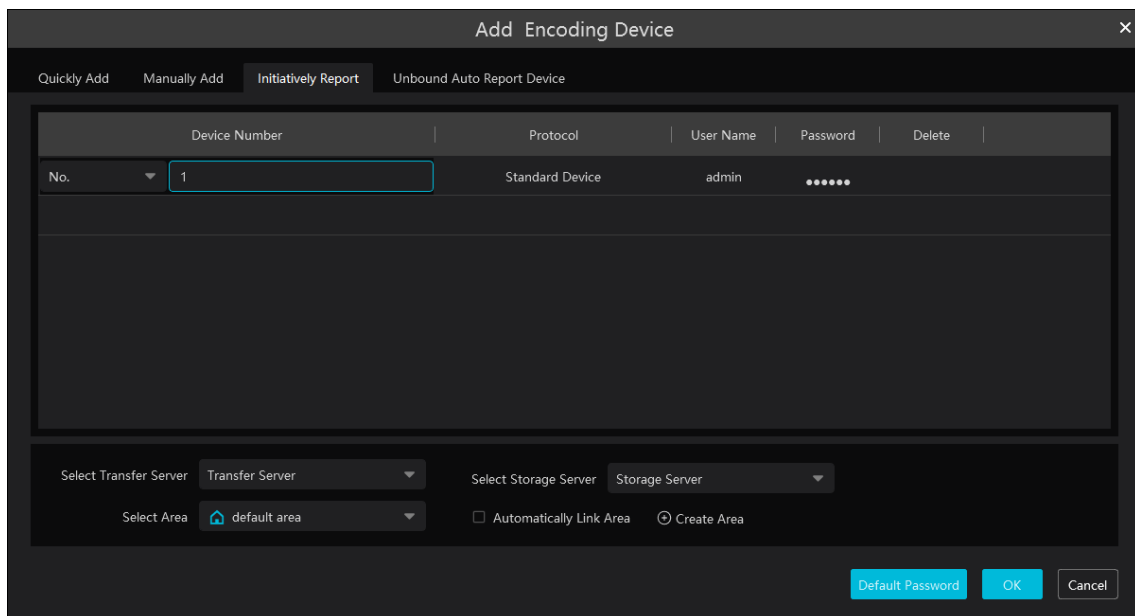 Add Encoding Device
Quickly Add Manually Add Initiatively Report Unbound Auto Report Device
Device Number Protocol User Name Password Delete
No. 1 Standard Device admin ••••••
Select Transfer Server Transfer Server Select Storage Server Storage Server
Select Area default area Automatically Link Area Create Area
Default Password OK Cancel